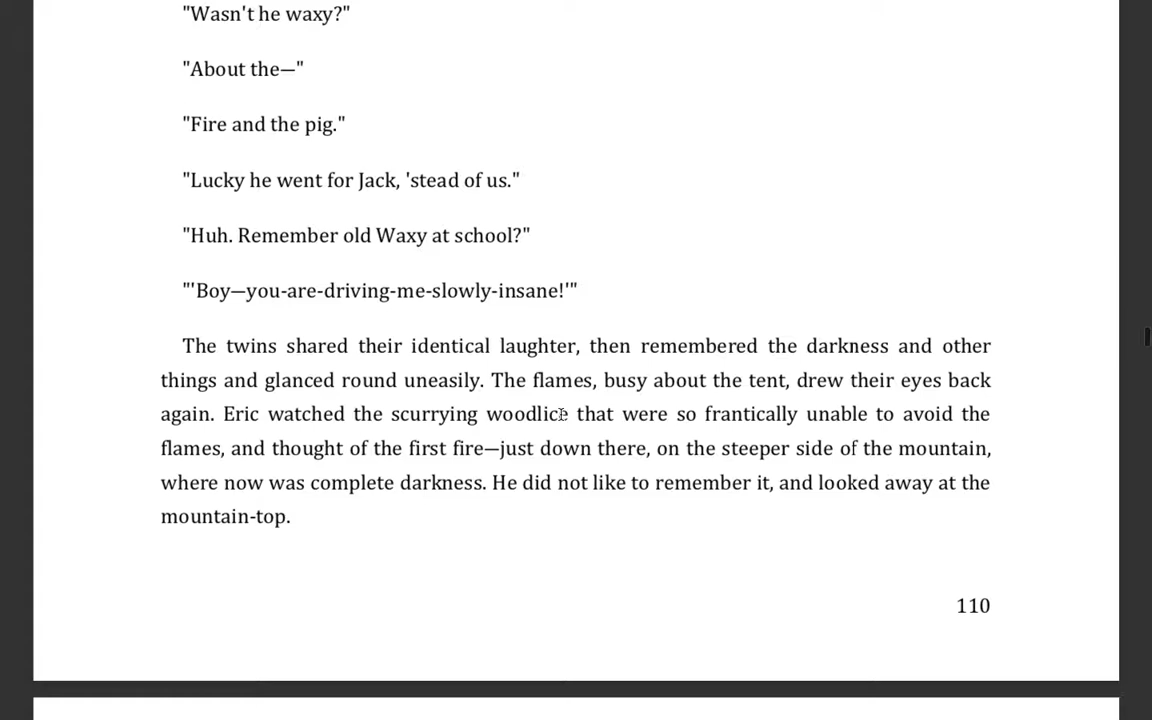 "Wasn't he waxy?"
"About the—"
"Fire and the pig."
"Lucky he went for Jack, 'stead of us."
"Huh. Remember old Waxy at school?"
"'Boy—you-are-driving-me-slowly-insane!'"
The twins shared their identical laughter, then remembered the darkness and other
things and glanced round uneasily. The flames, busy about the tent, drew their eyes back
again. Eric watched the scurrying woodlice that were so frantically unable to avoid the
flames, and thought of the first fire—just down there, on the steeper side of the mountain,
where now was complete darkness. He did not like to remember it, and looked away at the
mountain-top.
110